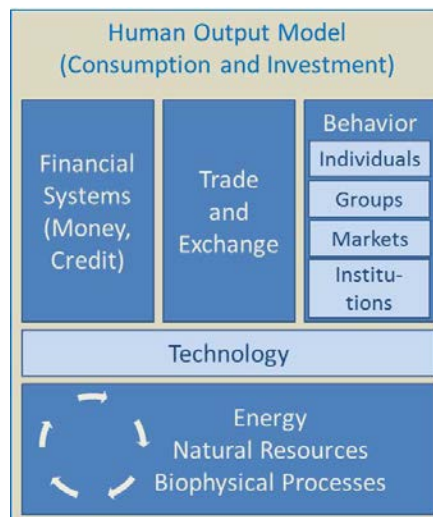 Human Output Model
(Consumption and Investment)
Financial
Systems
(Money,
Credit)
Trade
and
Exchange
Behavior
Individuals
Groups
Markets
Institu-
tions
Technology
Energy
Natural Resources
Biophysical Processes